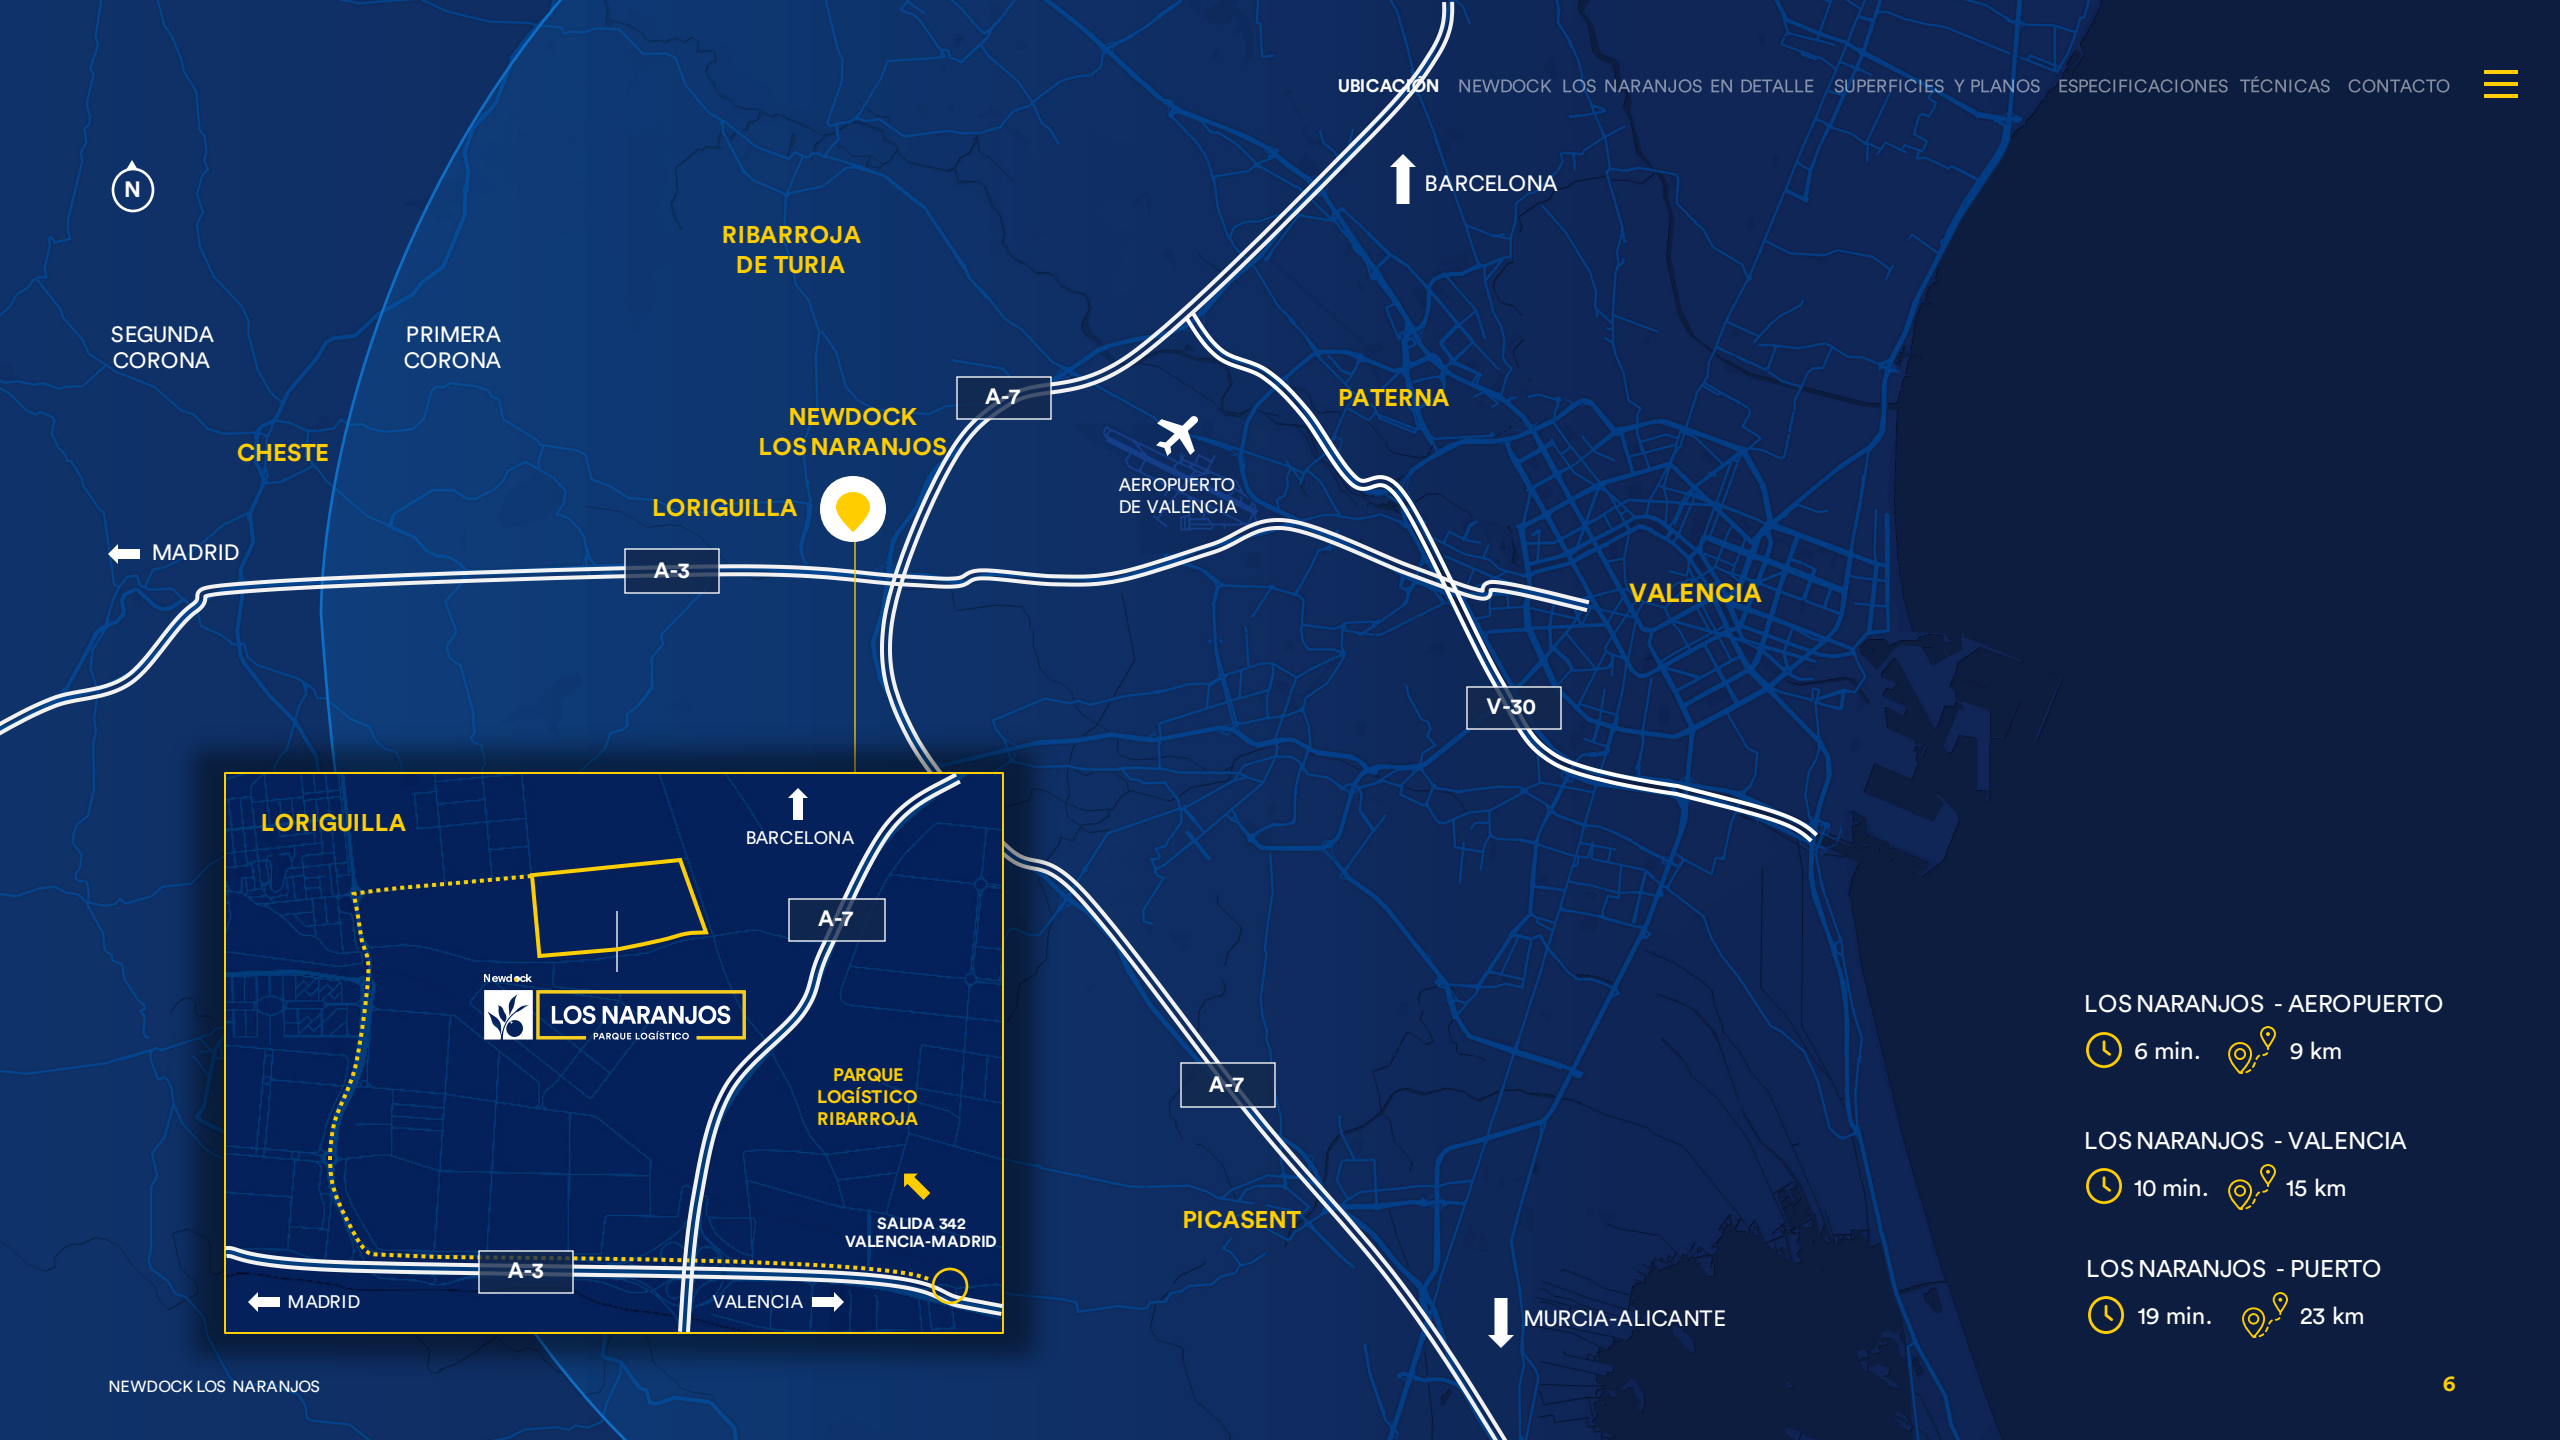 UBICACIÓN NEWDOCK LOS NARANJOS EN DETALLE SUPERFICIES Y PLANOS ESPECIFICACIONES TÉCNICAS CONTACTO
N
BARCELONA
RIBARROJA
DE TURIA
SEGUNDA
CORONA
PRIMERA
CORONA
A-7
PATERNA
NEWDOCK
LOS NARANJOS
CHESTE
AEROPUERTO
DE VALENCIA
LORIGUILLA
MADRID
A-3
VALENCIA
V-30
LORIGUILLA
BARCELONA
A-7
Newdock
LOS NARANJOS
PARQUE LOGÍSTICO
PARQUE
LOGÍSTICO
RIBARROJA
SALIDA 342
VALENCIA-MADRID
A-3
MADRID
VALENCIA
A-7
PICASENT
MURCIA-ALICANTE
LOS NARANJOS - AEROPUERTO
6 min. 9 km
LOS NARANJOS - VALENCIA
10 min. 15 km
LOS NARANJOS - PUERTO
19 min. 23 km
NEWDOCK LOS NARANJOS
6